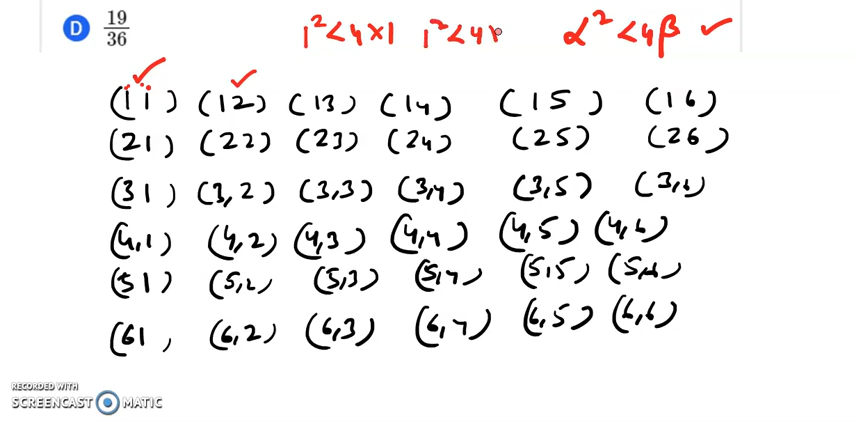 D 19/36
1² < 4 × 1 1² < 4 × α² < 4β ✓
(1 1) (1 2) (1 3) (1 4) (1 5) (1 6)
(2 1) (2 2) (2 3) (2 4) (2 5) (2 6)
(3 1) (3,2) (3,3) (3,4) (3,5) (3,6)
(4,1) (4,2) (4,3) (4,4) (4,5) (4,6)
(5 1) (5,2) (5,3) (5,4) (5,5) (5,6)
(6 1, (6,2) (6,3) (6,4) (6,5) (6,6)
RECORDED WITH
SCREENCAST MATIC